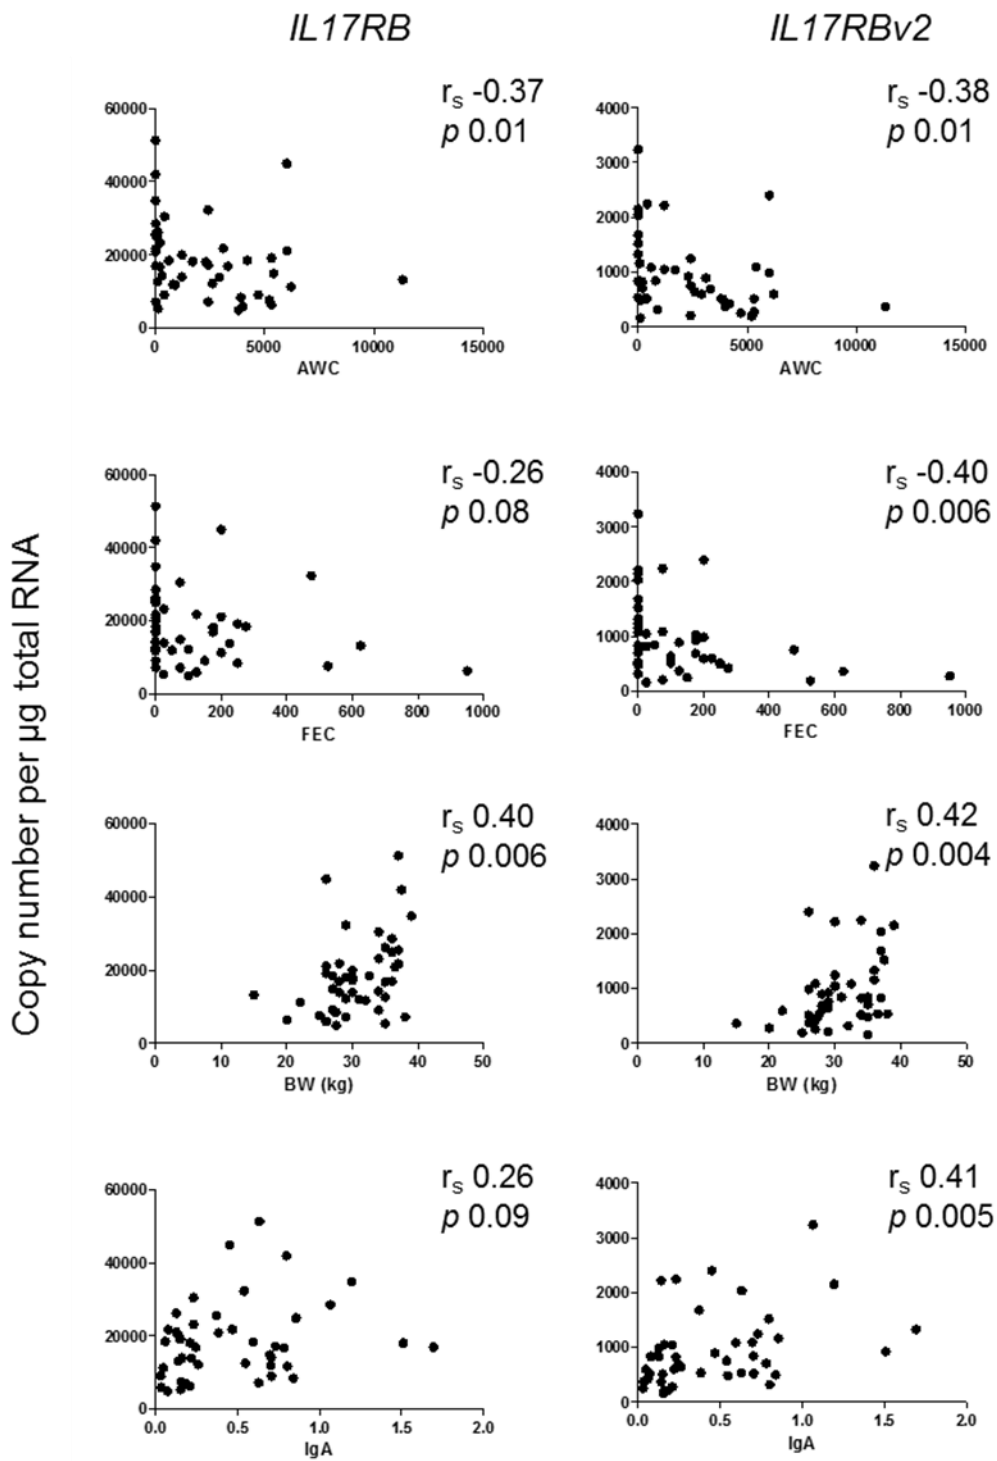 IL17RB
IL17RBv2
Copy number per µg total RNA
rs -0.37
p 0.01
60000
40000
20000
0
0 5000 10000 15000
AWC
rs -0.38
p 0.01
4000
3000
2000
1000
0
0 5000 10000 15000
AWC
rs -0.26
p 0.08
60000
40000
20000
0
0 200 400 600 800 1000
FEC
rs -0.40
p 0.006
4000
3000
2000
1000
0
0 200 400 600 800 1000
FEC
rs 0.40
p 0.006
60000
40000
20000
0
0 10 20 30 40 50
BW (kg)
rs 0.42
p 0.004
4000
3000
2000
1000
0
0 10 20 30 40 50
BW (kg)
rs 0.26
p 0.09
60000
40000
20000
0
0.0 0.5 1.0 1.5 2.0
IgA
rs 0.41
p 0.005
4000
3000
2000
1000
0
0.0 0.5 1.0 1.5 2.0
IgA